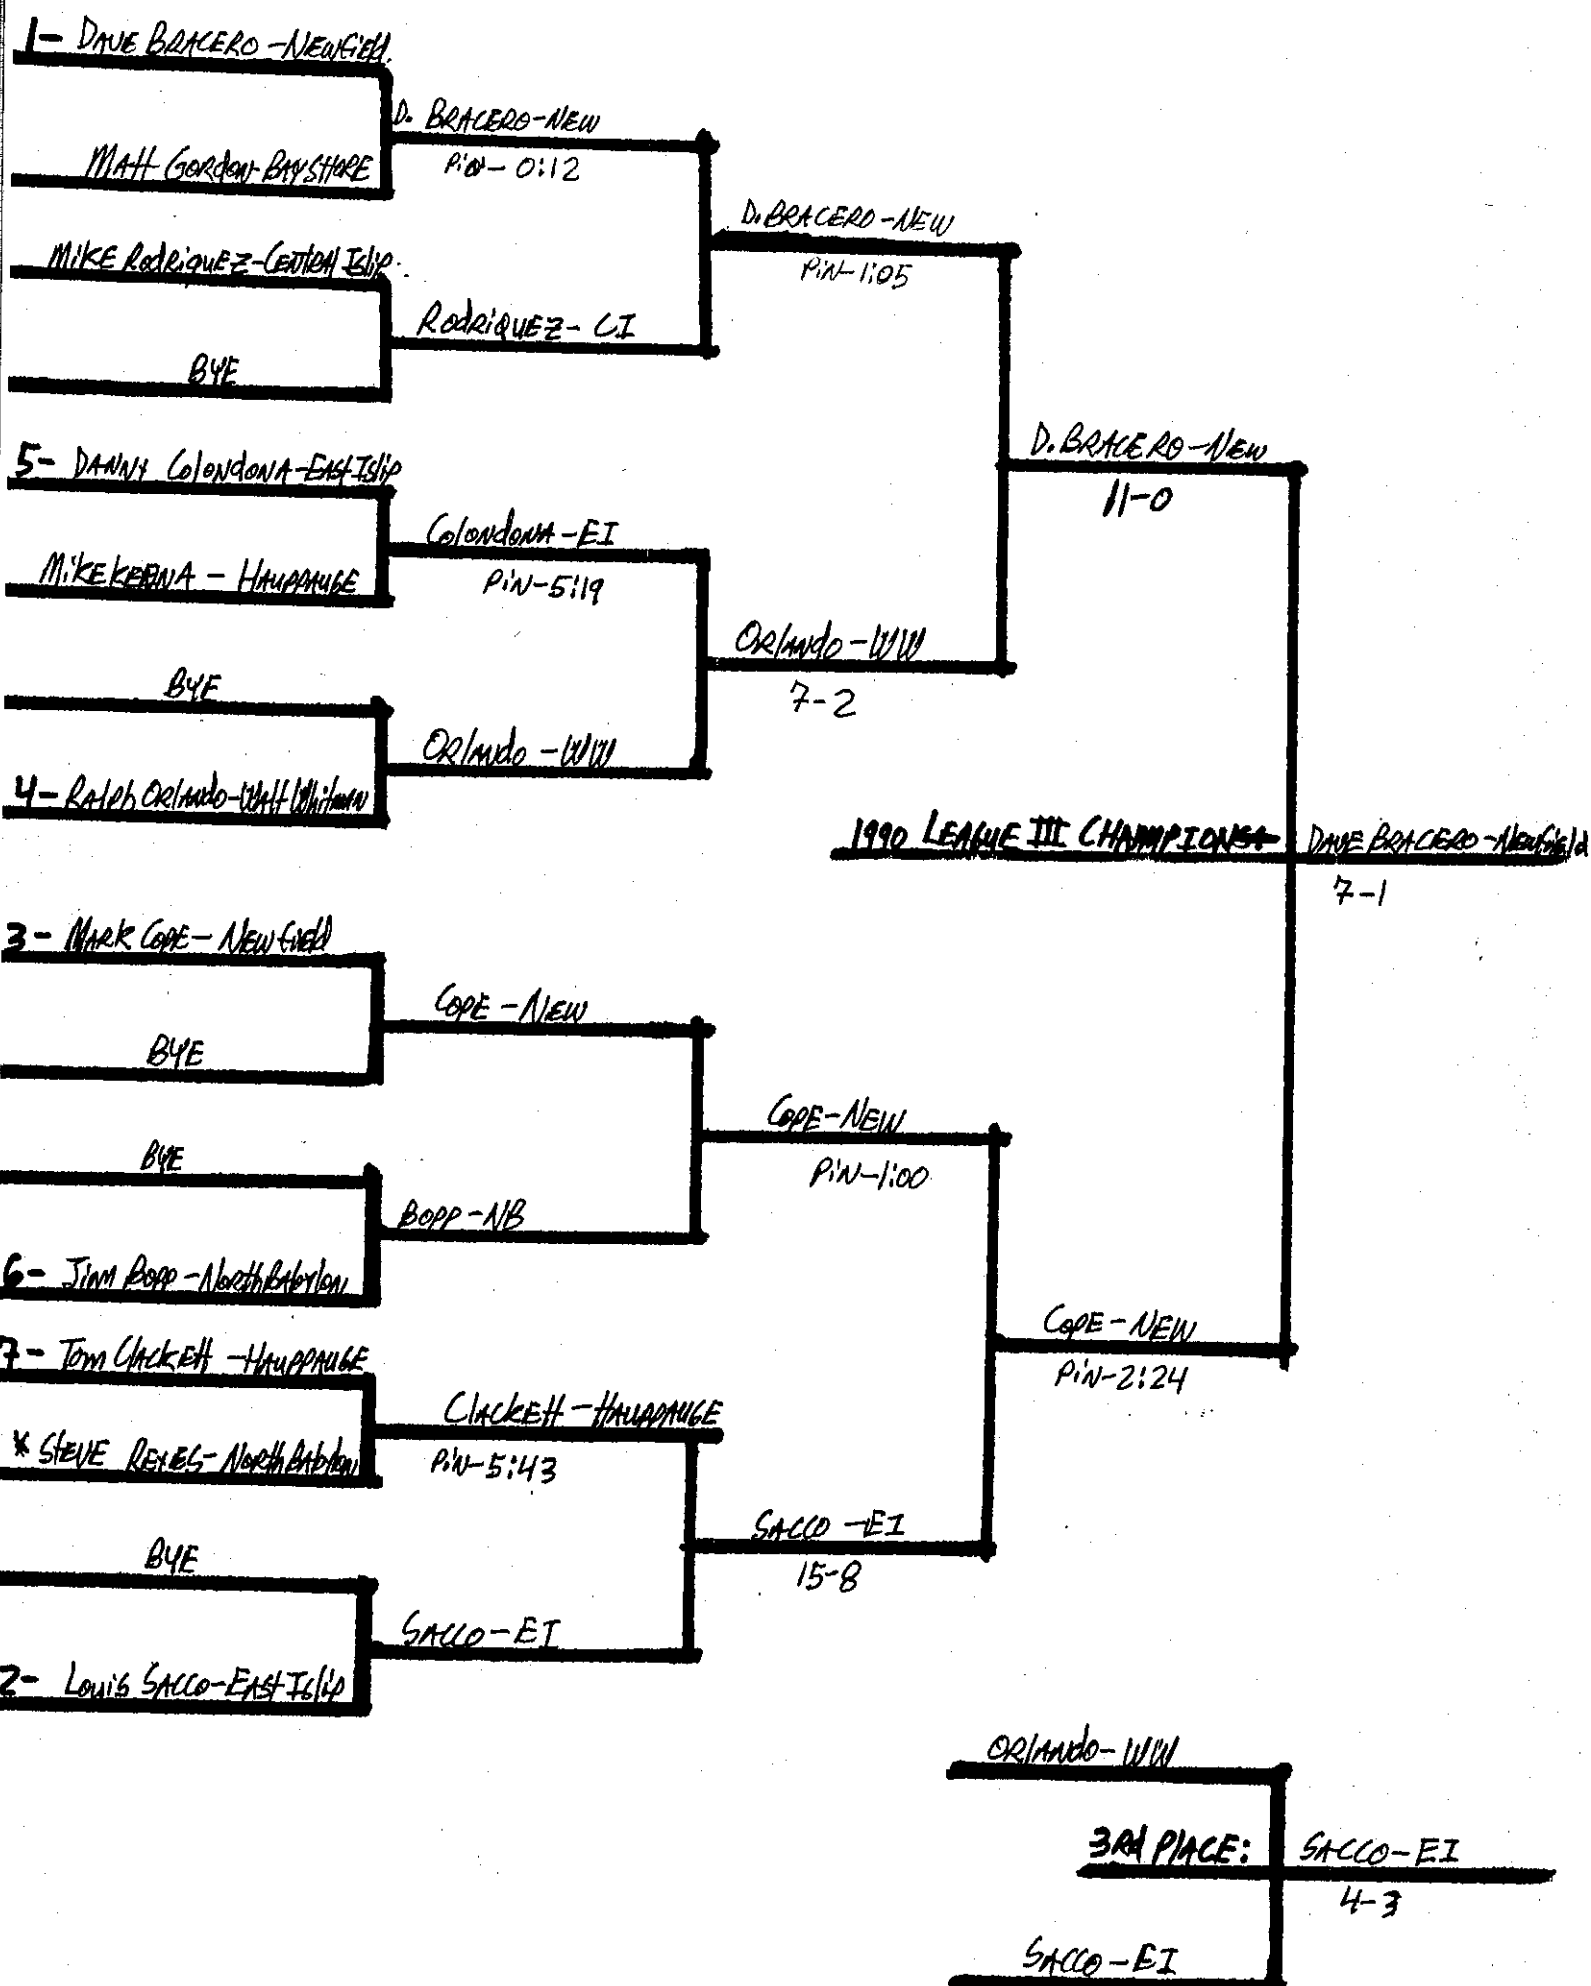 1- DAVE BRACERO-NEWFIELD
D. BRACERO-NEW
MATT GORDON-BAYSHORE
PIN- 0:12
D. BRACERO-NEW
MIKE RODRIQUEZ-CENTRAL ISLIP
PIN-1:05
RODRIQUEZ- CI
BYE
D. BRACERO-NEW
5- DANNY COLONDONA-EAST ISLIP
11-0
COLONDONA-EI
MIKE KEENA - HAUPPAUGE
PIN-5:19
ORLANDO-WW
BYE
7-2
ORLANDO-WW
4- RALPH ORLANDO-WALT WHITMAN
1990 LEAGUE III CHAMPION
DAVE BRACERO-NEWFIELD
7-1
3- MARK COPE- NEWFIELD
COPE-NEW
BYE
COPE-NEW
BYE
PIN-1:00
BOPP-NB
6- JIM BOPP-NORTH BABYLON
COPE-NEW
7- TOM CLACKETT-HAUPPAUGE
PIN-2:24
CLACKETT-HAUPPAUGE
* STEVE REYES-NORTH BABYLON
PIN-5:43
SACCO-EI
BYE
15-8
SACCO-EI
2- LOUIS SACCO-EAST ISLIP
ORLANDO-WW
3RD PLACE:
SACCO-EI
4-3
SACCO-EI